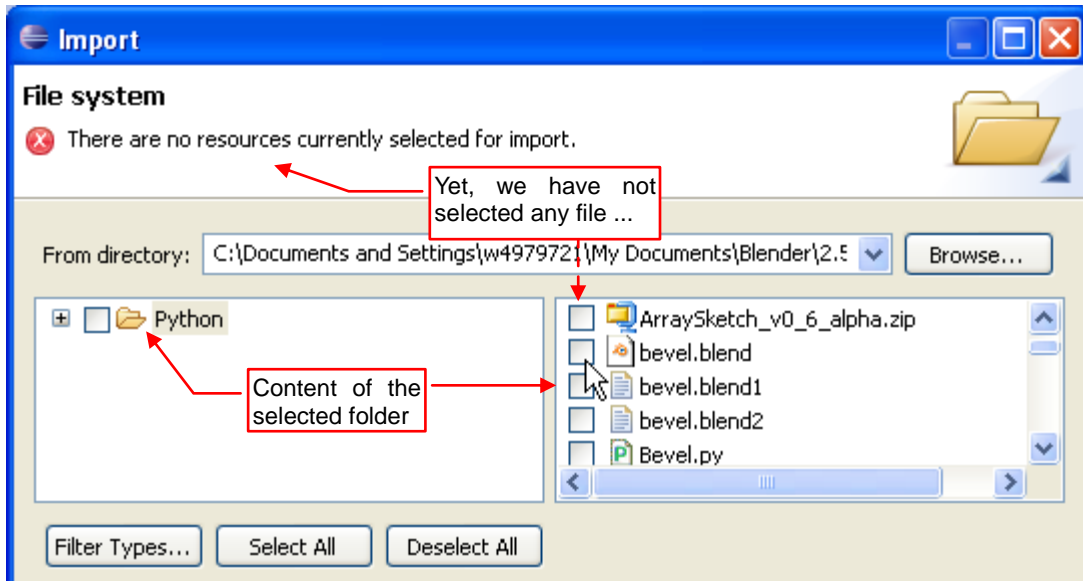 Import
File system
There are no resources currently selected for import.
Yet, we have not
selected any file ...
From directory: C:\Documents and Settings\w4979721\My Documents\Blender\2.5 Browse...
Python
ArraySketch_v0_6_alpha.zip
bevel.blend
bevel.blend1
bevel.blend2
Bevel.py
Content of the
selected folder
Filter Types... Select All Deselect All